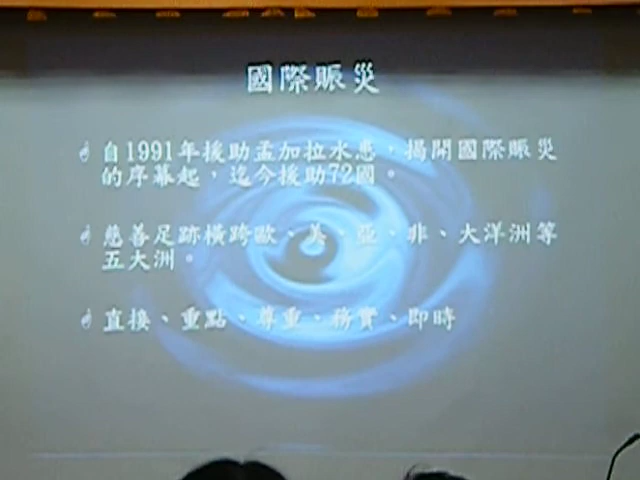 國際賑災
自1991年援助孟加拉水患，揭開國際賑災
的序幕起，迄今援助72國。
慈善足跡橫跨歐、美、亞、非、大洋洲等
五大洲。
直接、重點、尊重、務實、即時